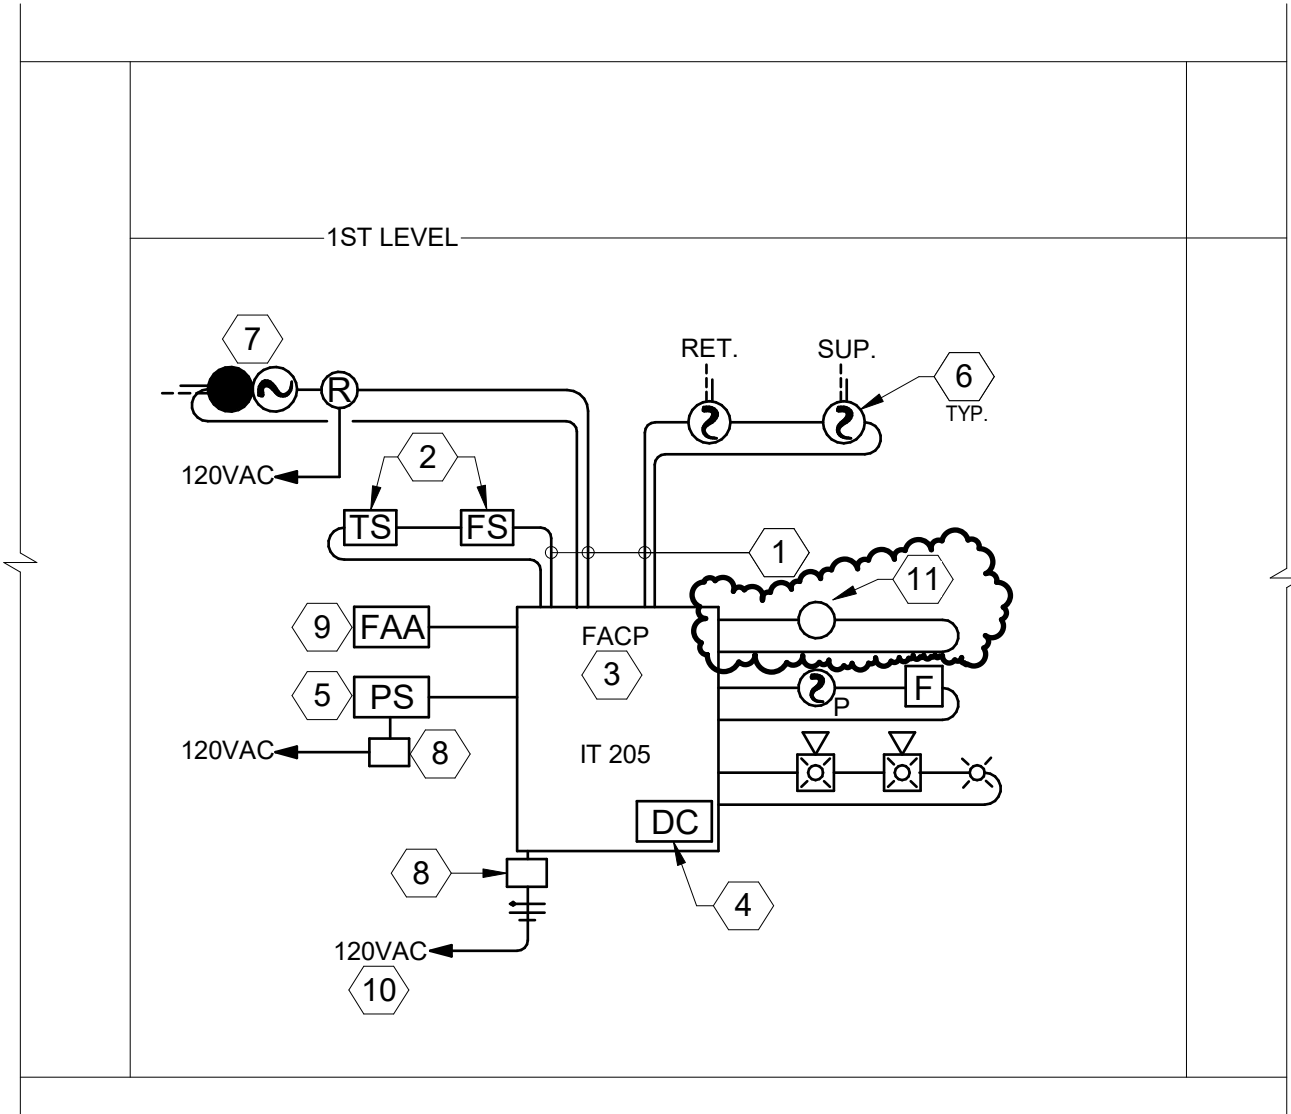 1ST LEVEL
7
RET.
SUP.
6
TYP.
R
120VAC
2
TS
FS
1
11
9
FAA
FACP
3
5
PS
P
F
120VAC
8
IT 205
DC
8
4
120VAC
10